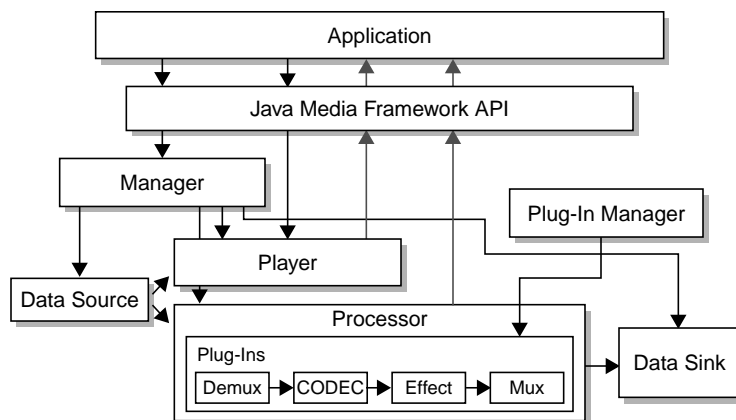 Application
Java Media Framework API
Manager
Plug-In Manager
Player
Data Source
Processor
Plug-Ins
Data Sink
Demux
CODEC
Effect
Mux